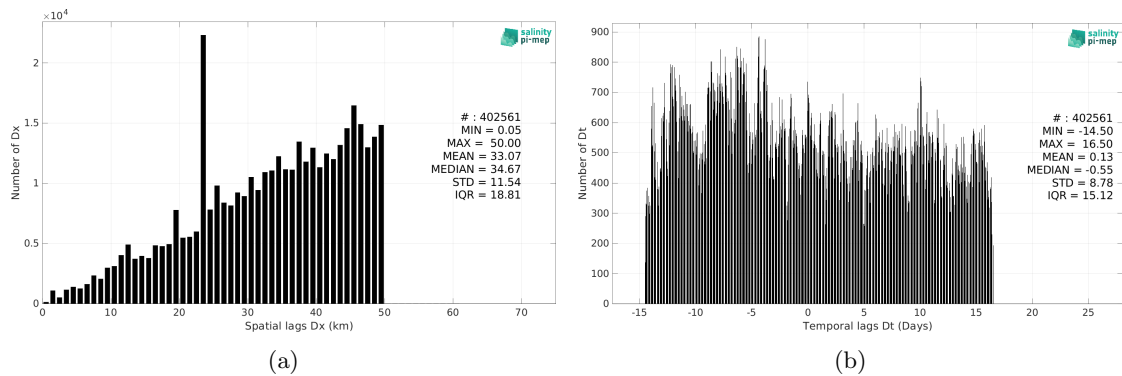 ×10⁴
2
1.5
1
0.5
0
Number of Dx
0 10 20 30 40 50 60 70
Spatial lags Dx (km)
salinity
pi-mep
# : 402561
MIN = 0.05
MAX = 50.00
MEAN = 33.07
MEDIAN = 34.67
STD = 11.54
IQR = 18.81
(a)
900
800
700
600
500
400
300
200
100
0
Number of Dt
-15 -10 -5 0 5 10 15 20 25
Temporal lags Dt (Days)
salinity
pi-mep
# : 402561
MIN = -14.50
MAX = 16.50
MEAN = 0.13
MEDIAN = -0.55
STD = 8.78
IQR = 15.12
(b)